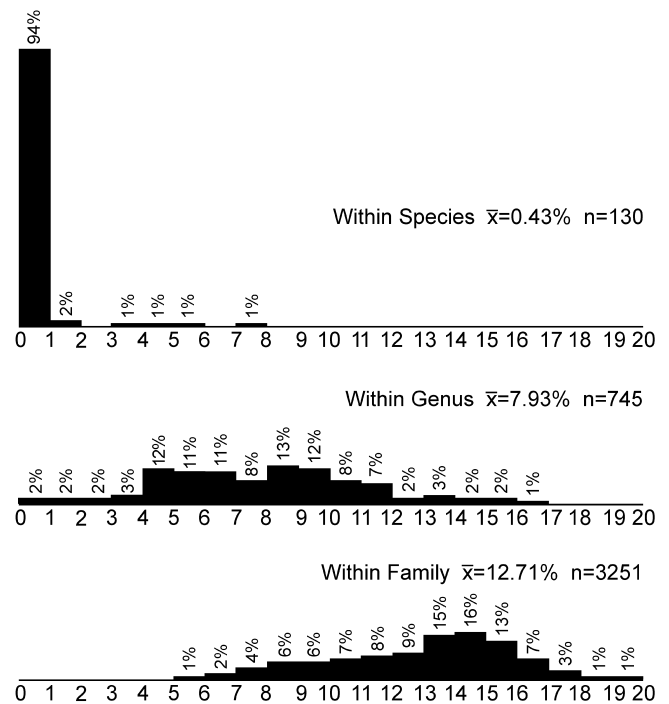 94%
Within Species x̅=0.43% n=130
2% 1% 1% 1% 1%
0 1 2 3 4 5 6 7 8 9 10 11 12 13 14 15 16 17 18 19 20
Within Genus x̅=7.93% n=745
2% 2% 2% 3% 12% 11% 11% 8% 13% 12% 8% 7% 2% 3% 2% 2% 1%
0 1 2 3 4 5 6 7 8 9 10 11 12 13 14 15 16 17 18 19 20
Within Family x̅=12.71% n=3251
1% 2% 4% 6% 6% 7% 8% 9% 15% 16% 13% 7% 3% 1% 1%
0 1 2 3 4 5 6 7 8 9 10 11 12 13 14 15 16 17 18 19 20